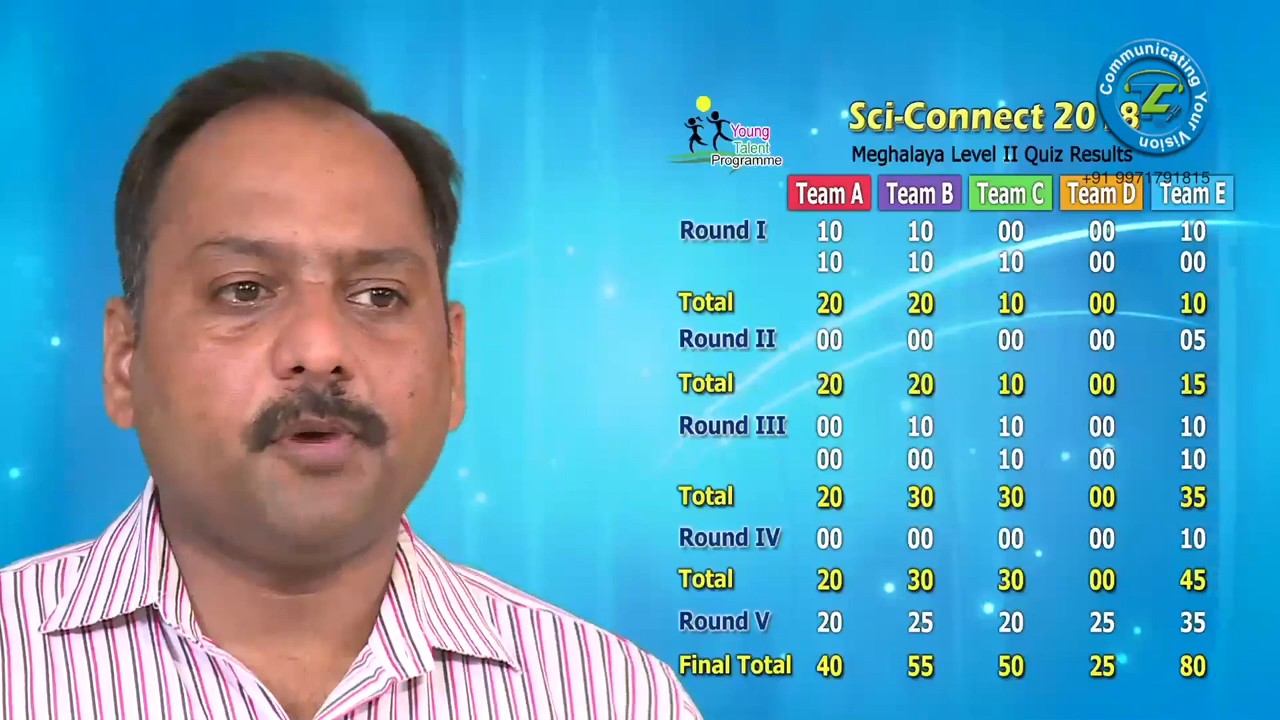 Communicating Your Vision
Young
Talent
Programme
Sci-Connect 20 8
Meghalaya Level II Quiz Results
+91 9971791815
Team A Team B Team C Team D Team E
Round I 10 10 00 00 10
10 10 10 00 00
Total 20 20 10 00 10
Round II 00 00 00 00 05
Total 20 20 10 00 15
Round III 00 10 10 00 10
00 00 10 00 10
Total 20 30 30 00 35
Round IV 00 00 00 00 10
Total 20 30 30 00 45
Round V 20 25 20 25 35
Final Total 40 55 50 25 80